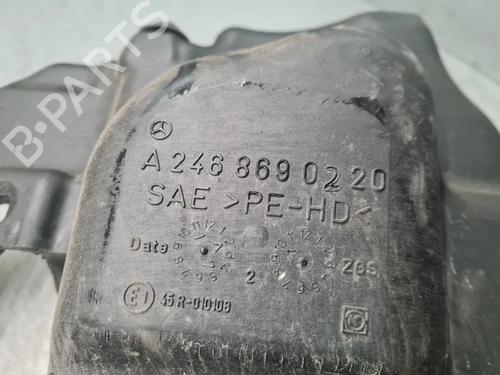 B-PARTS
A 246 869 02 20
SAE >PE-HD<
Date
2
ZGS
E1 45R-010108